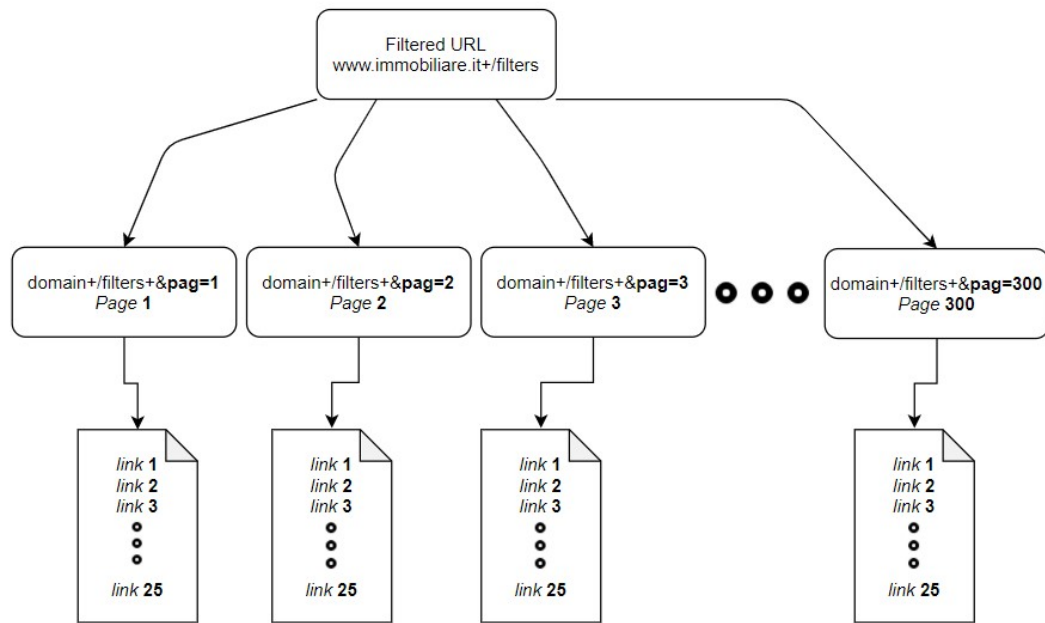 Filtered URL
www.immobiliare.it+/filters
domain+/filters+&pag=1
Page 1
domain+/filters+&pag=2
Page 2
domain+/filters+&pag=3
Page 3
domain+/filters+&pag=300
Page 300
link 1
link 2
link 3
link 25
link 1
link 2
link 3
link 25
link 1
link 2
link 3
link 25
link 1
link 2
link 3
link 25